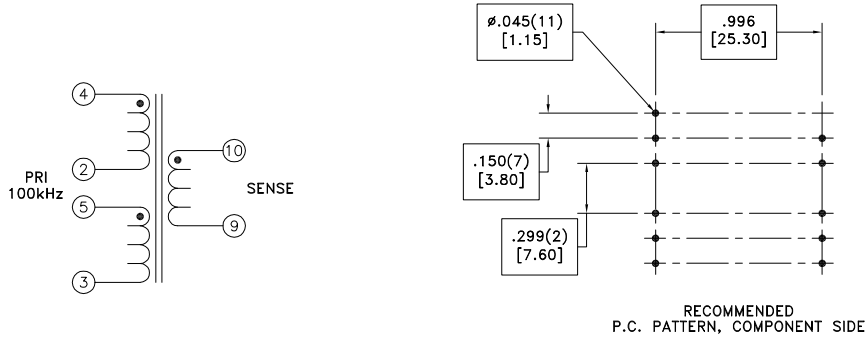 4
2
PRI
100kHz
5
3
10
SENSE
9
ø.045(11)
[1.15]
.996
[25.30]
.150(7)
[3.80]
.299(2)
[7.60]
RECOMMENDED
P.C. PATTERN, COMPONENT SIDE